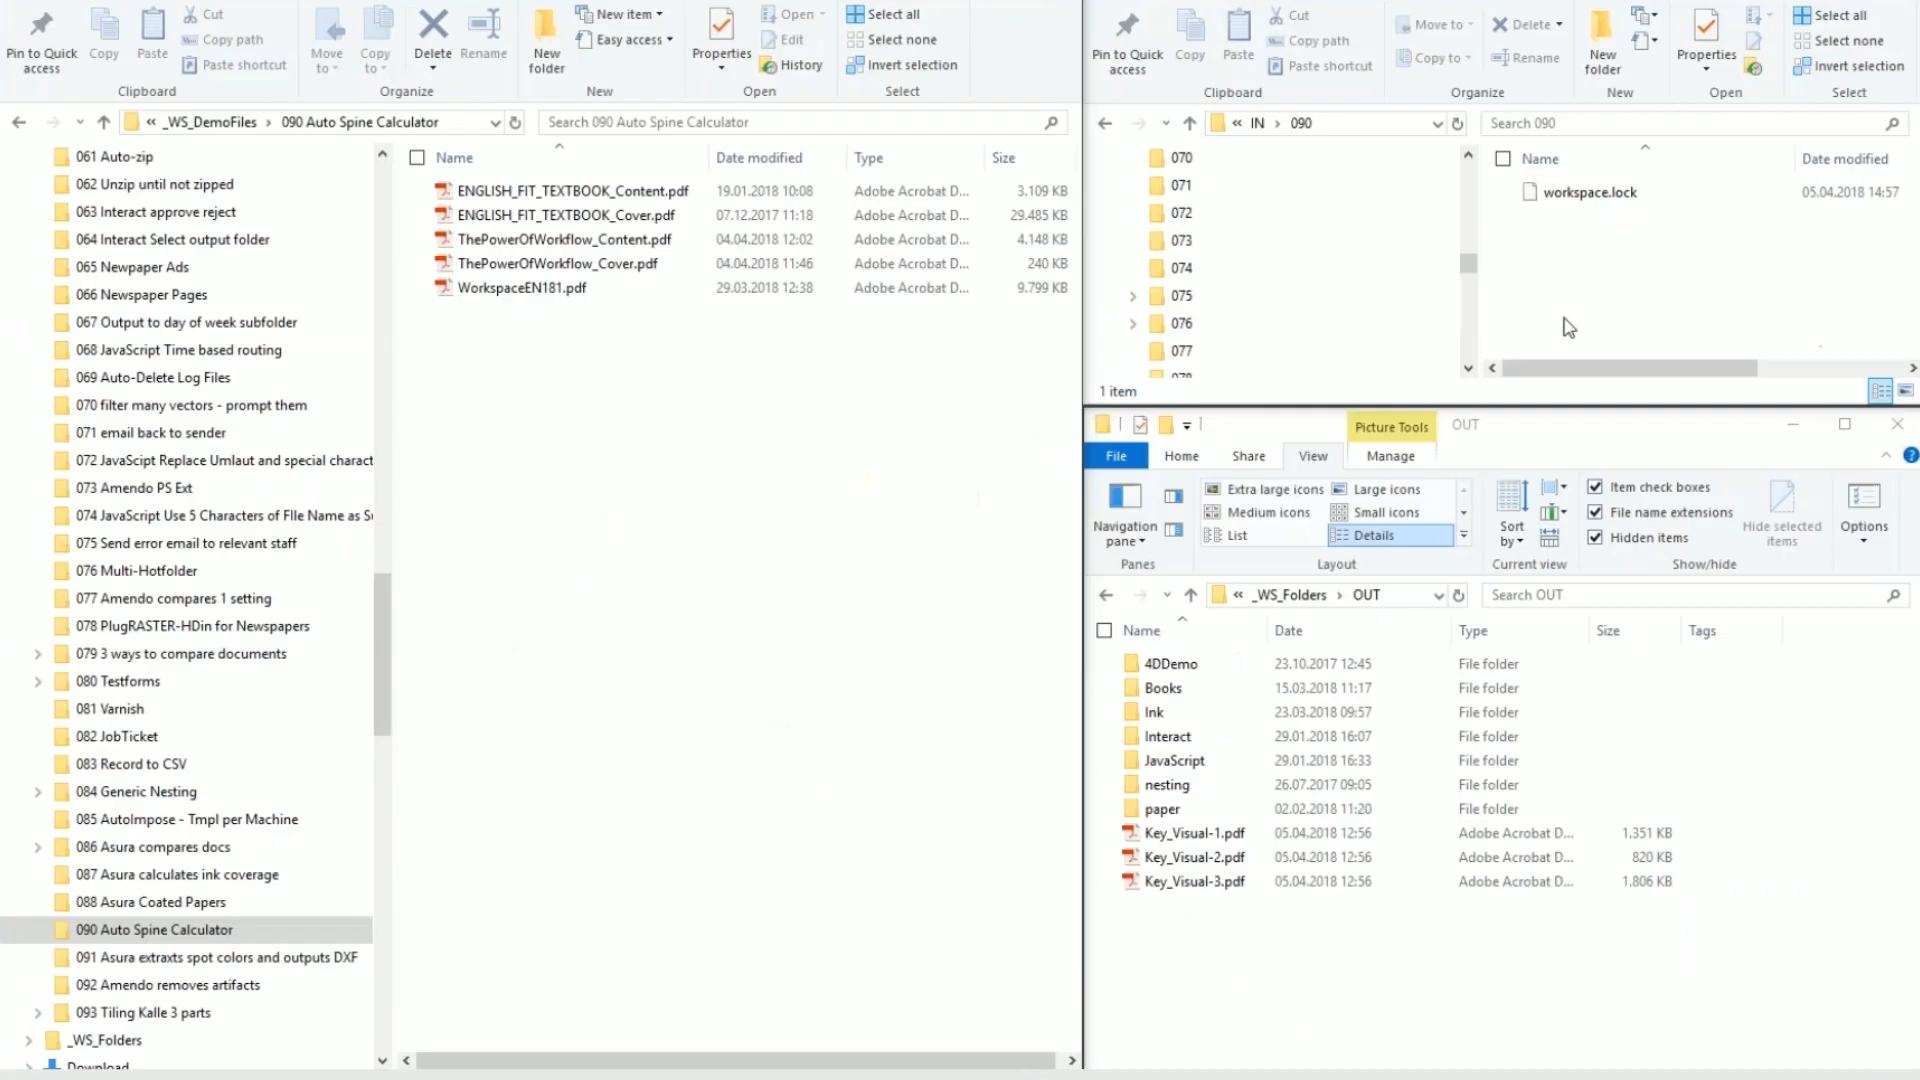 Pin to Quick access
Copy
Paste
Cut
Copy path
Paste shortcut
Clipboard
Move to
Copy to
Delete
Rename
Organize
New folder
New item
Easy access
New
Properties
Open
Edit
History
Open
Select all
Select none
Invert selection
Select
« _WS_DemoFiles › 090 Auto Spine Calculator
Search 090 Auto Spine Calculator
061 Auto-zip
062 Unzip until not zipped
063 Interact approve reject
064 Interact Select output folder
065 Newpaper Ads
066 Newspaper Pages
067 Output to day of week subfolder
068 JavaScript Time based routing
069 Auto-Delete Log Files
070 filter many vectors - prompt them
071 email back to sender
072 JavaScipt Replace Umlaut and special charact
073 Amendo PS Ext
074 JavaScript Use 5 Characters of FIle Name as Su
075 Send error email to relevant staff
076 Multi-Hotfolder
077 Amendo compares 1 setting
078 PlugRASTER-HDin for Newspapers
079 3 ways to compare documents
080 Testforms
081 Varnish
082 JobTicket
083 Record to CSV
084 Generic Nesting
085 AutoImpose - Tmpl per Machine
086 Asura compares docs
087 Asura calculates ink coverage
088 Asura Coated Papers
090 Auto Spine Calculator
091 Asura extraxts spot colors and outputs DXF
092 Amendo removes artifacts
093 Tiling Kalle 3 parts
_WS_Folders
Download
Name Date modified Type Size
ENGLISH_FIT_TEXTBOOK_Content.pdf 19.01.2018 10:08 Adobe Acrobat D... 3.109 KB
ENGLISH_FIT_TEXTBOOK_Cover.pdf 07.12.2017 11:18 Adobe Acrobat D... 29.485 KB
ThePowerOfWorkflow_Content.pdf 04.04.2018 12:02 Adobe Acrobat D... 4.148 KB
ThePowerOfWorkflow_Cover.pdf 04.04.2018 11:46 Adobe Acrobat D... 240 KB
WorkspaceEN181.pdf 29.03.2018 12:38 Adobe Acrobat D... 9.799 KB
Pin to Quick access
Copy
Paste
Cut
Copy path
Paste shortcut
Clipboard
Move to
Copy to
Delete
Rename
Organize
New folder
New
Properties
Open
Select all
Select none
Invert selection
Select
« IN › 090
Search 090
070
071
072
073
074
075
076
077
078
Name Date modified
workspace.lock 05.04.2018 14:57
1 item
Picture Tools OUT
File Home Share View Manage
Navigation pane
Panes
Extra large icons Large icons
Medium icons Small icons
List Details
Layout
Sort by
Current view
Item check boxes
File name extensions
Hidden items
Hide selected items
Show/hide
Options
« _WS_Folders › OUT
Search OUT
Name Date Type Size Tags
4DDemo 23.10.2017 12:45 File folder
Books 15.03.2018 11:17 File folder
Ink 23.03.2018 09:57 File folder
Interact 29.01.2018 16:07 File folder
JavaScript 29.01.2018 16:33 File folder
nesting 26.07.2017 09:05 File folder
paper 02.02.2018 11:20 File folder
Key_Visual-1.pdf 05.04.2018 12:56 Adobe Acrobat D... 1.351 KB
Key_Visual-2.pdf 05.04.2018 12:56 Adobe Acrobat D... 820 KB
Key_Visual-3.pdf 05.04.2018 12:56 Adobe Acrobat D... 1.806 KB